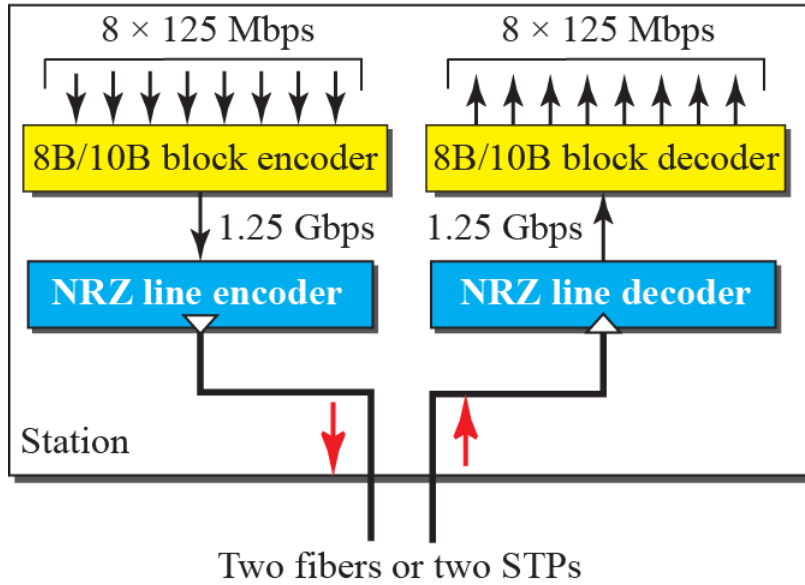 8 × 125 Mbps
8 × 125 Mbps
8B/10B block encoder
8B/10B block decoder
1.25 Gbps
1.25 Gbps
NRZ line encoder
NRZ line decoder
Station
Two fibers or two STPs